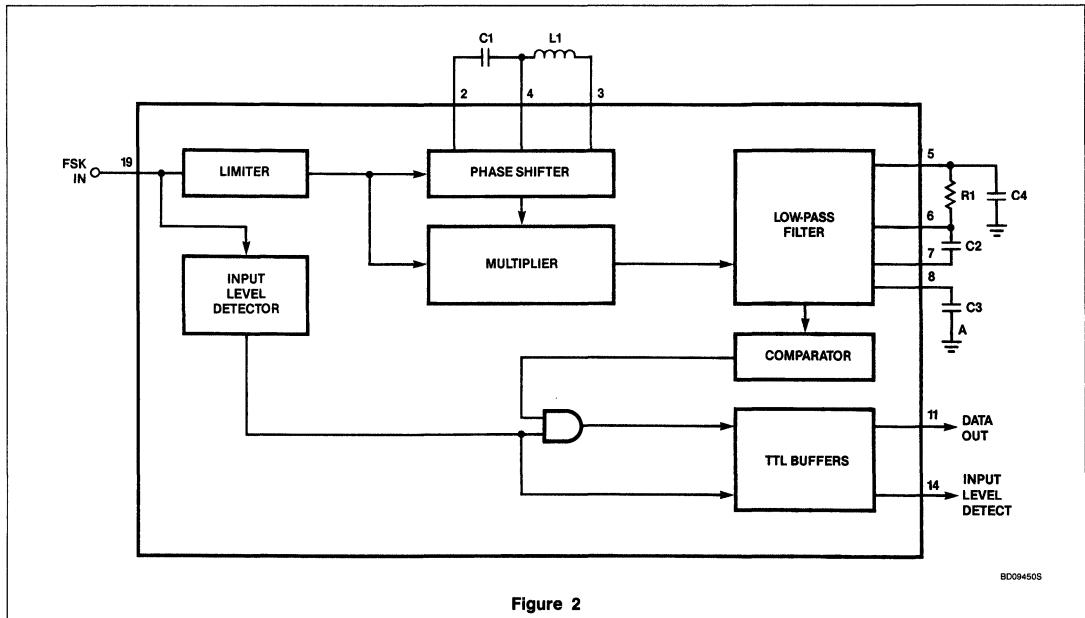 C1
L1
2
4
3
FSK
IN
19
LIMITER
PHASE SHIFTER
MULTIPLIER
INPUT
LEVEL
DETECTOR
LOW-PASS
FILTER
5
R1
C4
6
C2
7
8
C3
A
COMPARATOR
TTL BUFFERS
11
DATA
OUT
14
INPUT
LEVEL
DETECT
BD09450S
Figure 2